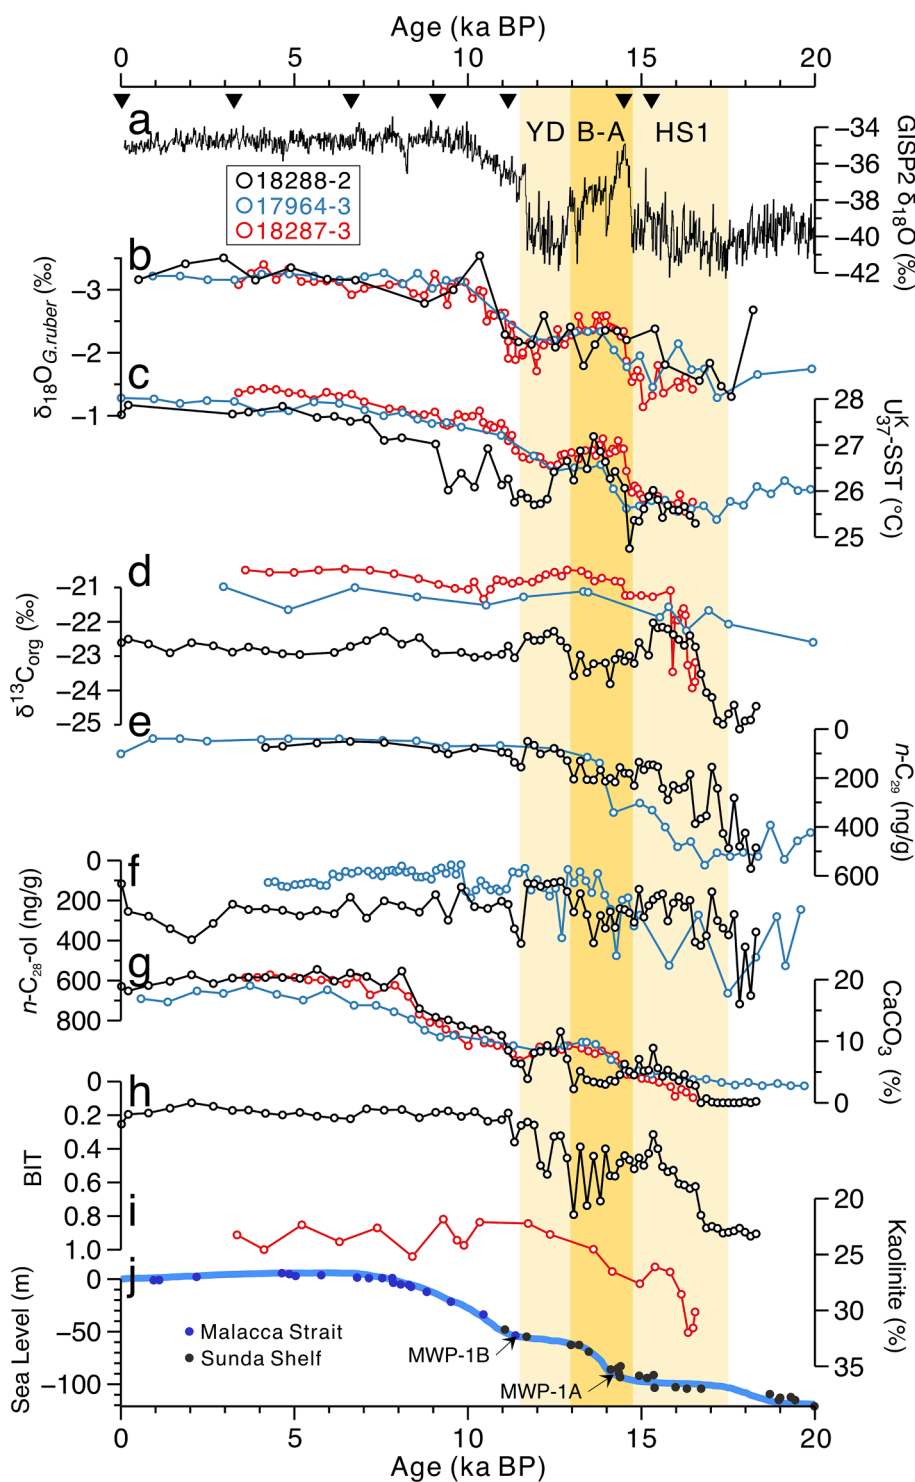 Age (ka BP)
0 5 10 15 20
a
YD B-A HS1
GISP2 δ18O (‰)
−34
−36
−38
−40
−42
18288-2
17964-3
18287-3
b
δ18OG.ruber (‰)
−3
−2
−1
c
UK37-SST (°C)
28
27
26
25
d
δ13Corg (‰)
−21
−22
−23
−24
−25
e
n-C29 (ng/g)
0
200
400
600
f
n-C28-ol (ng/g)
0
200
400
600
800
g
CaCO3 (%)
20
10
0
h
BIT
0
0.2
0.4
0.6
0.8
1.0
i
Kaolinite (%)
20
25
30
35
j
Sea Level (m)
0
−50
−100
Malacca Strait
Sunda Shelf
MWP-1B
MWP-1A
0 5 10 15 20
Age (ka BP)